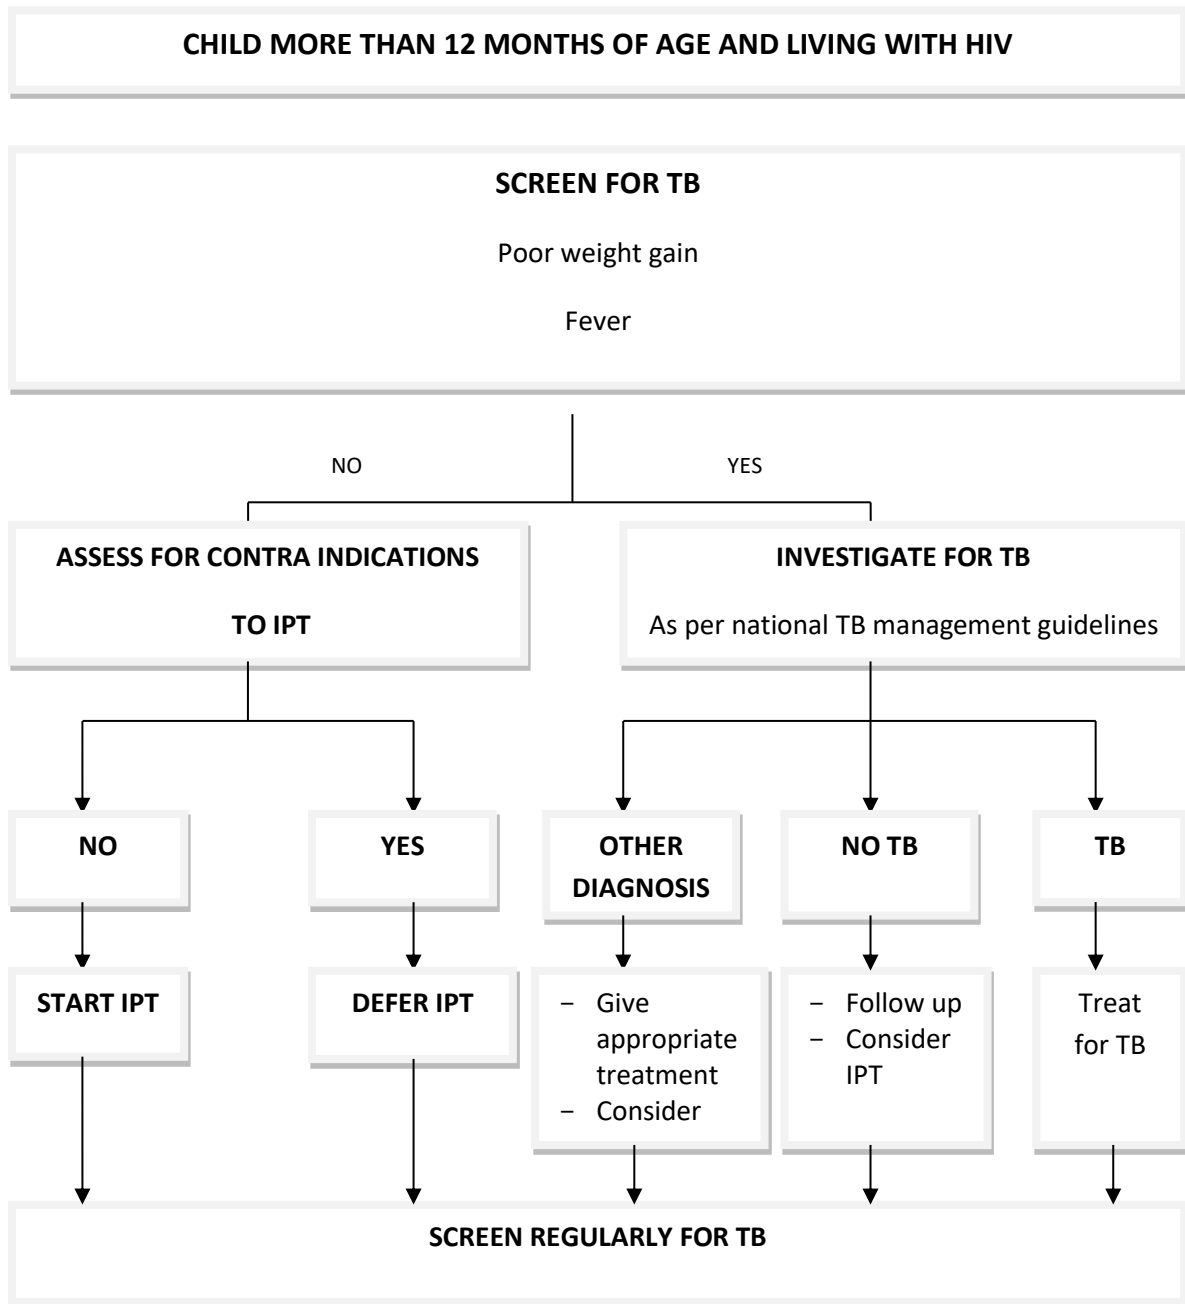 CHILD MORE THAN 12 MONTHS OF AGE AND LIVING WITH HIV
SCREEN FOR TB
Poor weight gain
Fever
NO
YES
ASSESS FOR CONTRA INDICATIONS
TO IPT
INVESTIGATE FOR TB
As per national TB management guidelines
NO
YES
OTHER
DIAGNOSIS
NO TB
TB
START IPT
DEFER IPT
– Give
appropriate
treatment
– Consider
– Follow up
– Consider
IPT
Treat
for TB
SCREEN REGULARLY FOR TB